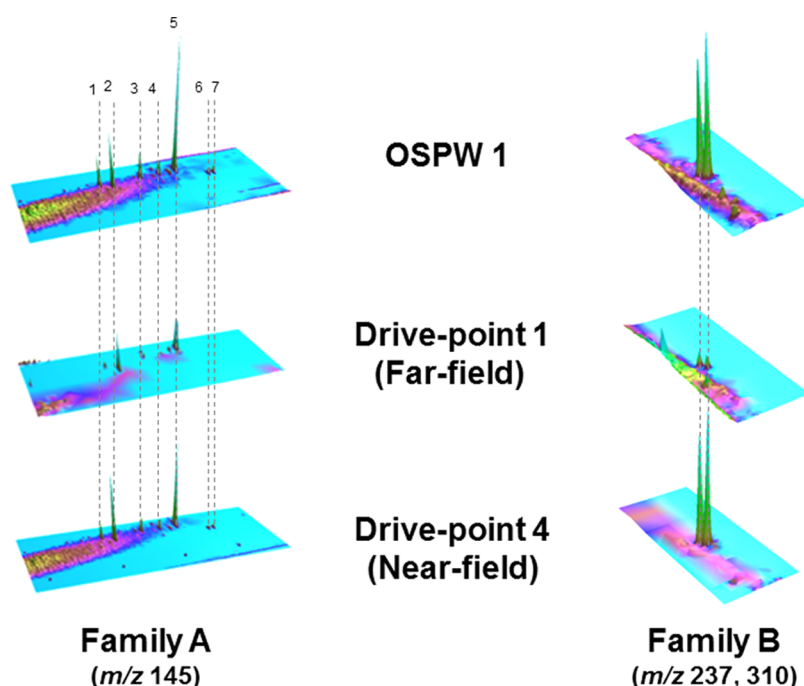 5
1 2 3 4 6 7
OSPW 1
Drive-point 1
(Far-field)
Drive-point 4
(Near-field)
Family A
(m/z 145)
Family B
(m/z 237, 310)